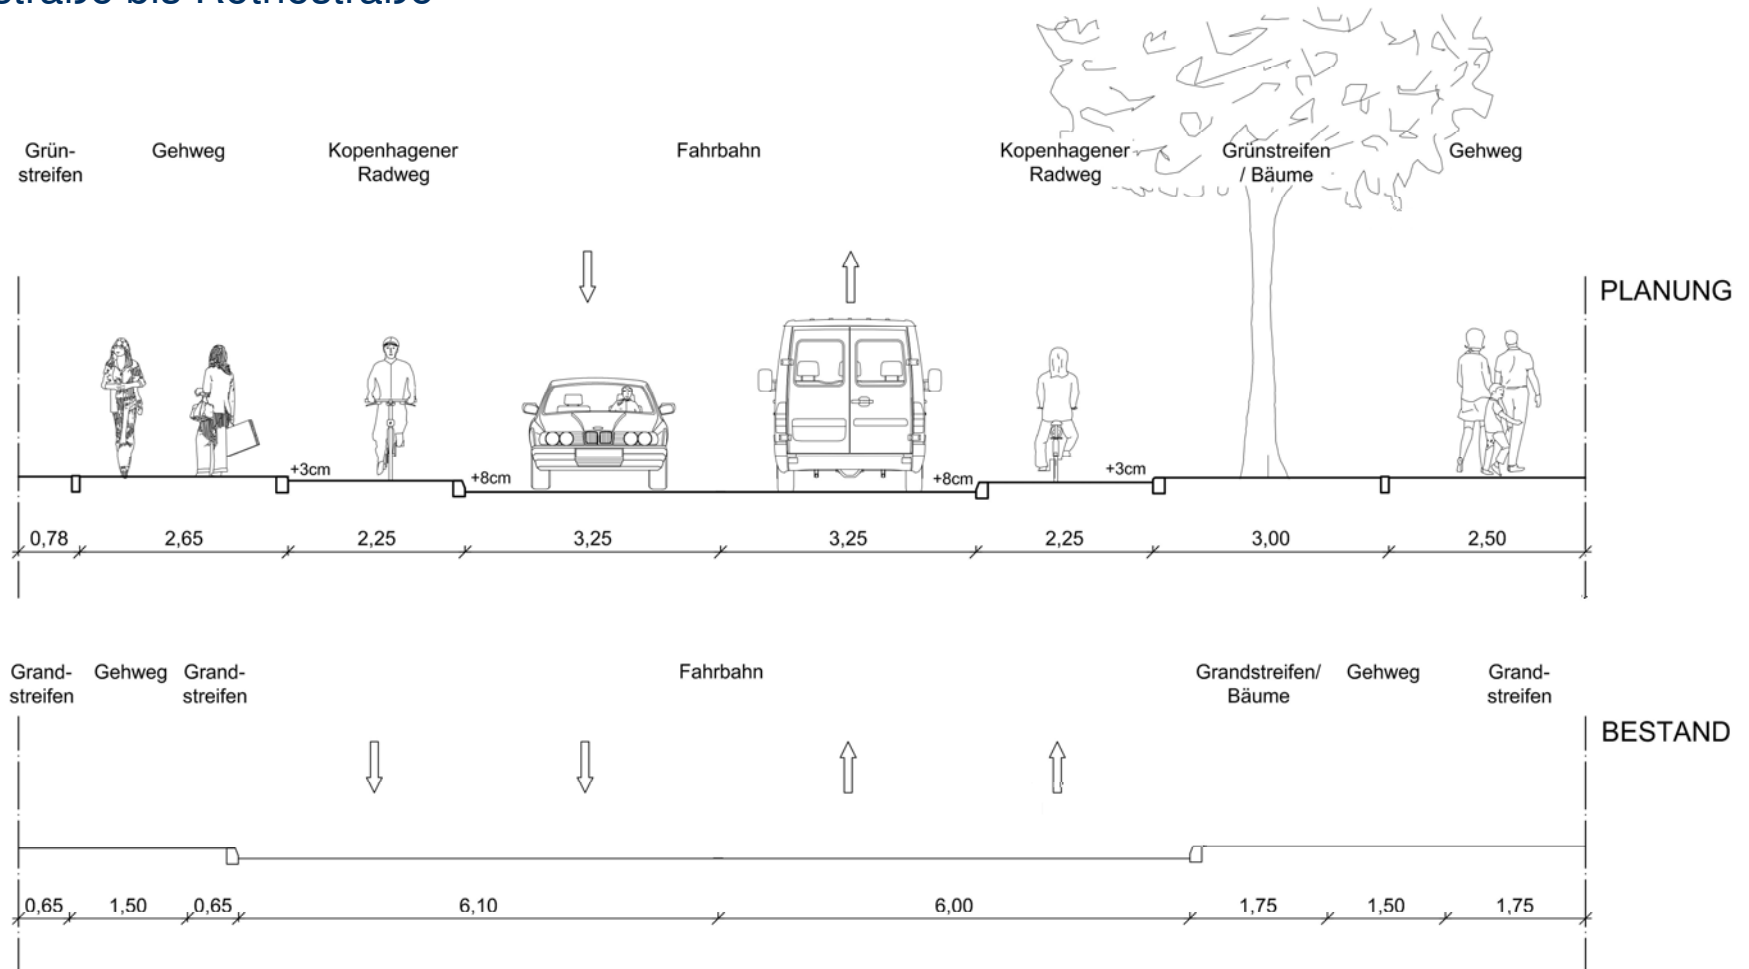 straße bis Rothestraße
Grün-
streifen
Gehweg
Kopenhagener
Radweg
Fahrbahn
Kopenhagener
Radweg
Grünstreifen
/ Bäume
Gehweg
PLANUNG
+3cm
+8cm
+8cm
+3cm
0,78
2,65
2,25
3,25
3,25
2,25
3,00
2,50
Grand-
streifen
Gehweg
Grand-
streifen
Fahrbahn
Grandstreifen/
Bäume
Gehweg
Grand-
streifen
BESTAND
0,65
1,50
0,65
6,10
6,00
1,75
1,50
1,75